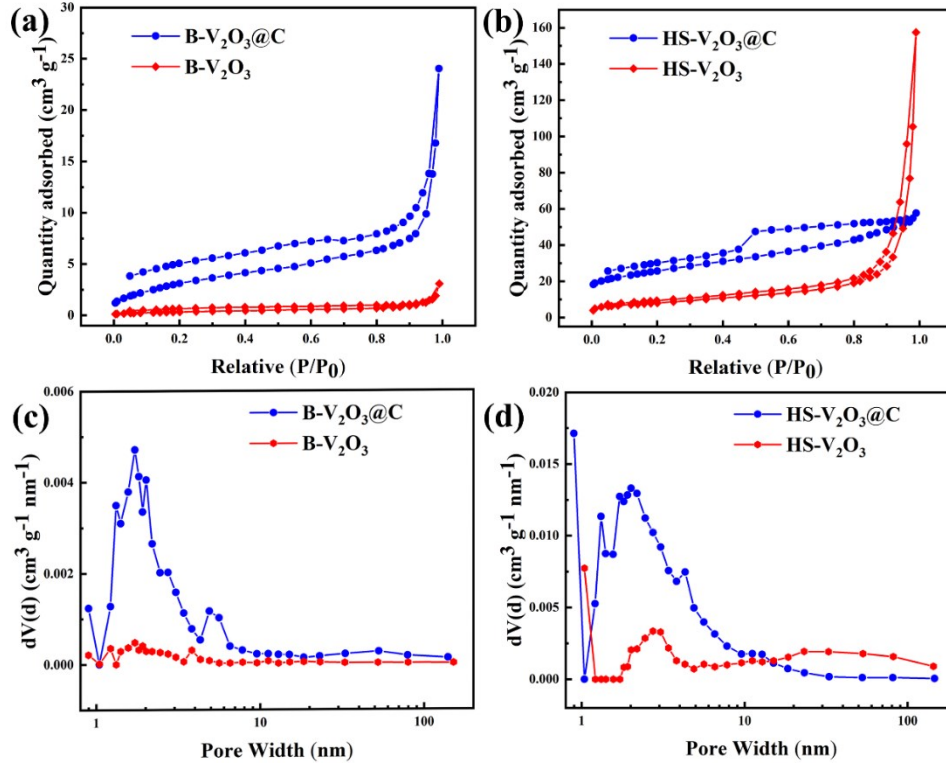 (a)
B-V₂O₃@C
B-V₂O₃
Quantity adsorbed (cm³ g⁻¹)
30
25
20
15
10
5
0
0.0 0.2 0.4 0.6 0.8 1.0
Relative (P/P₀)
(b)
HS-V₂O₃@C
HS-V₂O₃
Quantity adsorbed (cm³ g⁻¹)
160
140
120
100
80
60
40
20
0
0.0 0.2 0.4 0.6 0.8 1.0
Relative (P/P₀)
(c)
B-V₂O₃@C
B-V₂O₃
dV(d) (cm³ g⁻¹ nm⁻¹)
0.006
0.004
0.002
0.000
1 10 100
Pore Width (nm)
(d)
HS-V₂O₃@C
HS-V₂O₃
dV(d) (cm³ g⁻¹ nm⁻¹)
0.020
0.015
0.010
0.005
0.000
1 10 100
Pore Width (nm)